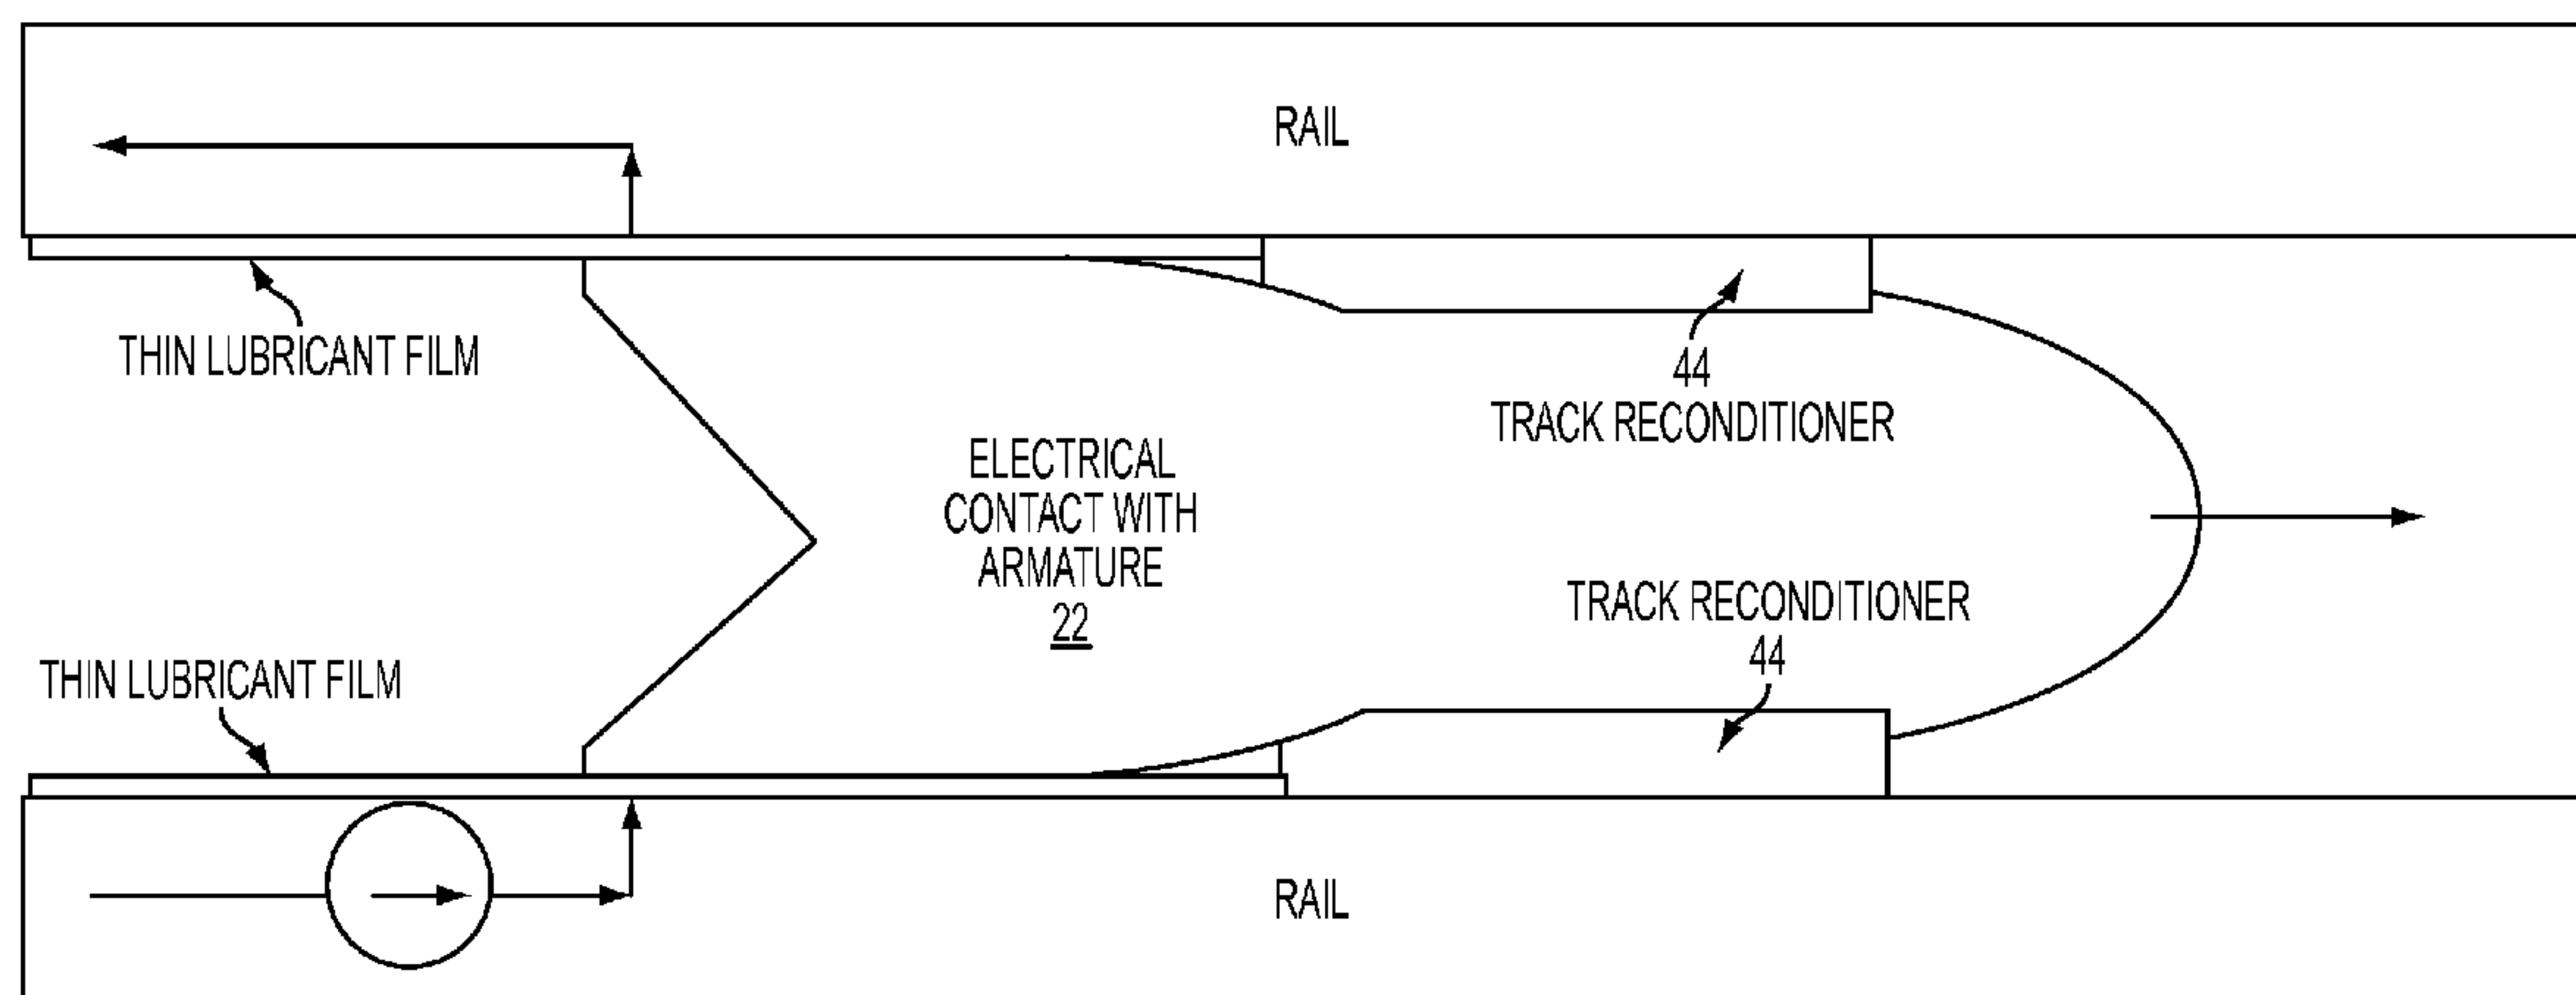 RAIL
THIN LUBRICANT FILM
44
TRACK RECONDITIONER
ELECTRICAL
CONTACT WITH
ARMATURE
22
TRACK RECONDITIONER
44
THIN LUBRICANT FILM
RAIL